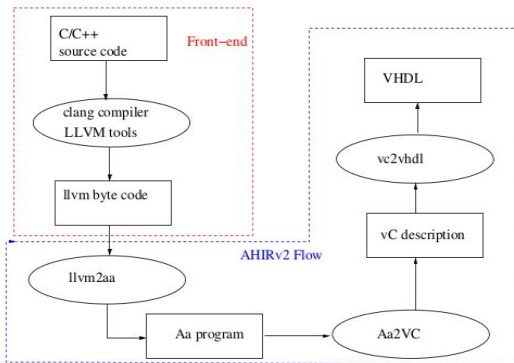 C/C++
source code
Front-end
clang compiler
LLVM tools
llvm byte code
llvm2aa
Aa program
AHIRv2 Flow
VHDL
vc2vhdl
vC description
Aa2VC